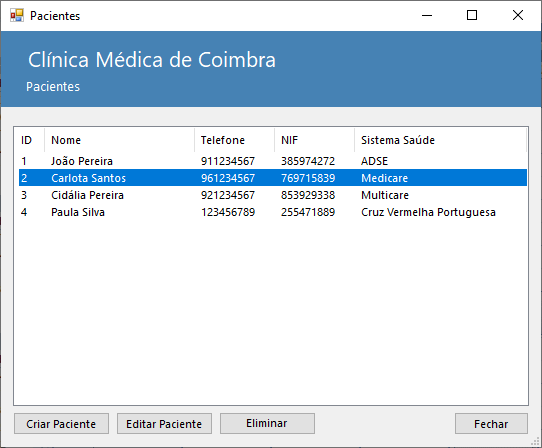 Pacientes
Clínica Médica de Coimbra
Pacientes
ID Nome Telefone NIF Sistema Saúde
1 João Pereira 911234567 385974272 ADSE
2 Carlota Santos 961234567 769715839 Medicare
3 Cidália Pereira 921234567 853929338 Multicare
4 Paula Silva 123456789 255471889 Cruz Vermelha Portuguesa
Criar Paciente Editar Paciente Eliminar Fechar